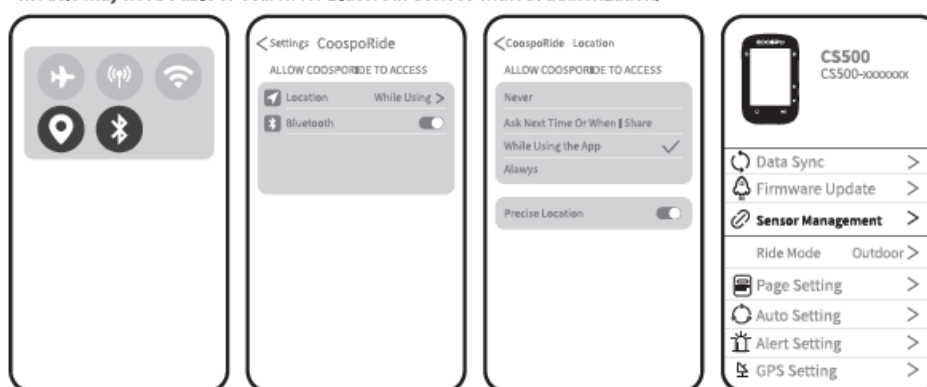 Settings CoospoRide
ALLOW COOSPORIDE TO ACCESS
Location While Using >
Bluetooth
CoospoRide Location
ALLOW COOSPORIDE TO ACCESS
Never
Ask Next Time Or When I Share
While Using the App
Alawys
Precise Location
COOSPO
CS500
CS500-xxxxxxx
Data Sync >
Firmware Update >
Sensor Management >
Ride Mode Outdoor >
Page Setting >
Auto Setting >
Alert Setting >
GPS Setting >